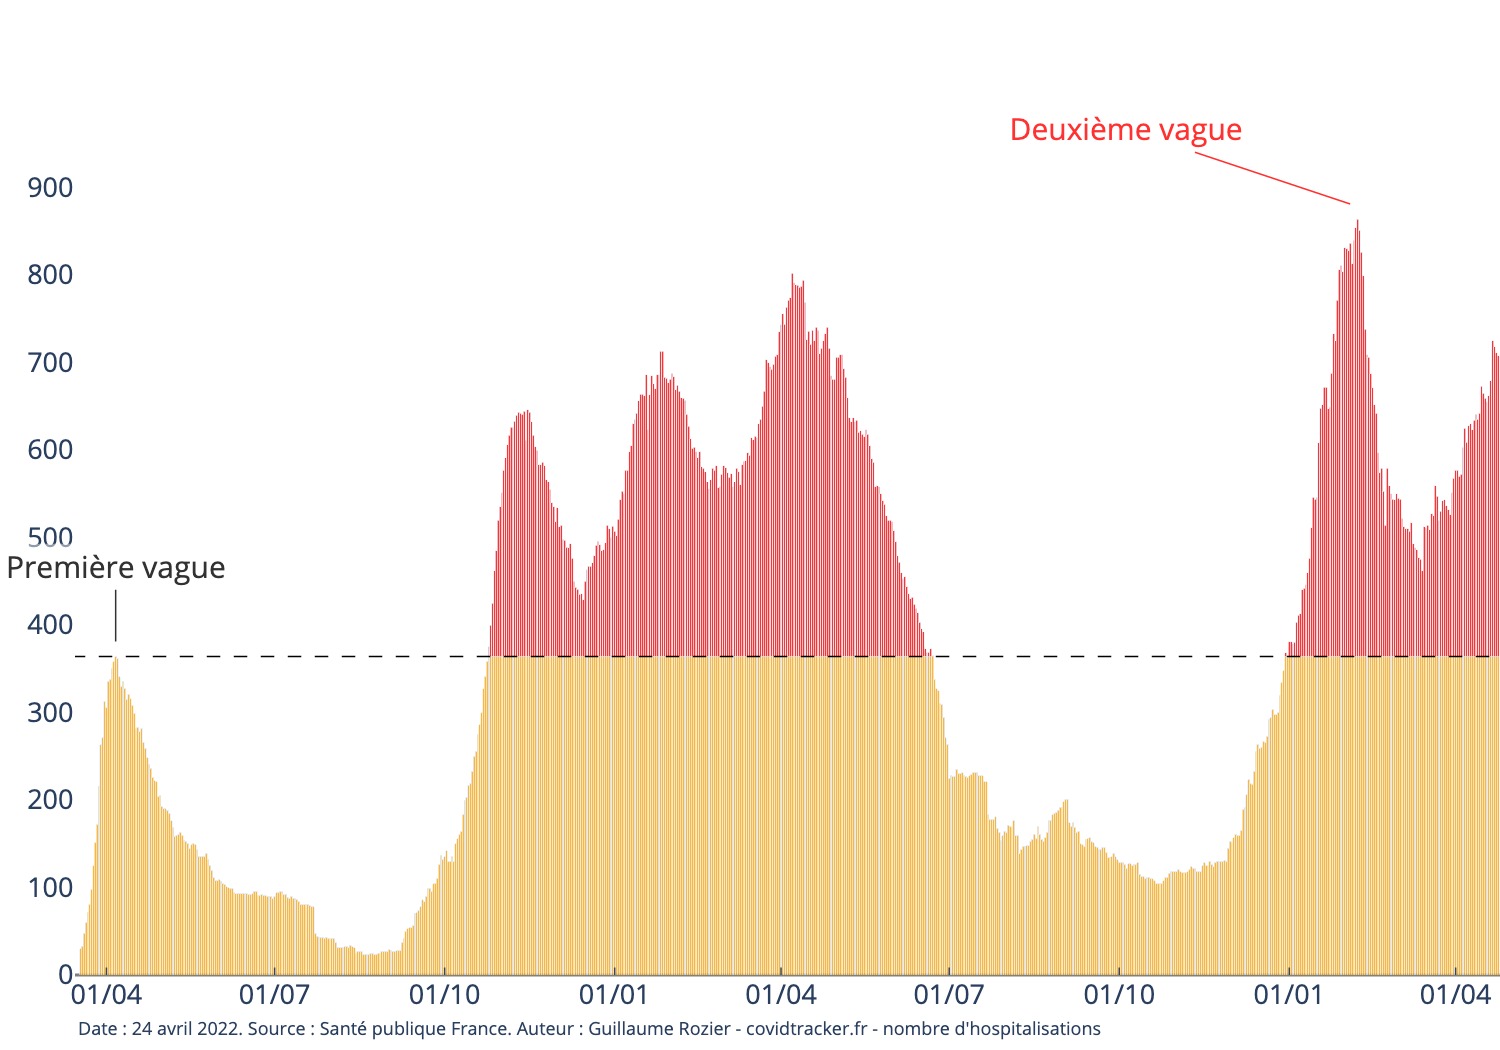 Deuxième vague
900
800
700
600
500
Première vague
400
300
200
100
0
01/04 01/07 01/10 01/01 01/04 01/07 01/10 01/01 01/04
Date : 24 avril 2022. Source : Santé publique France. Auteur : Guillaume Rozier - covidtracker.fr - nombre d'hospitalisations